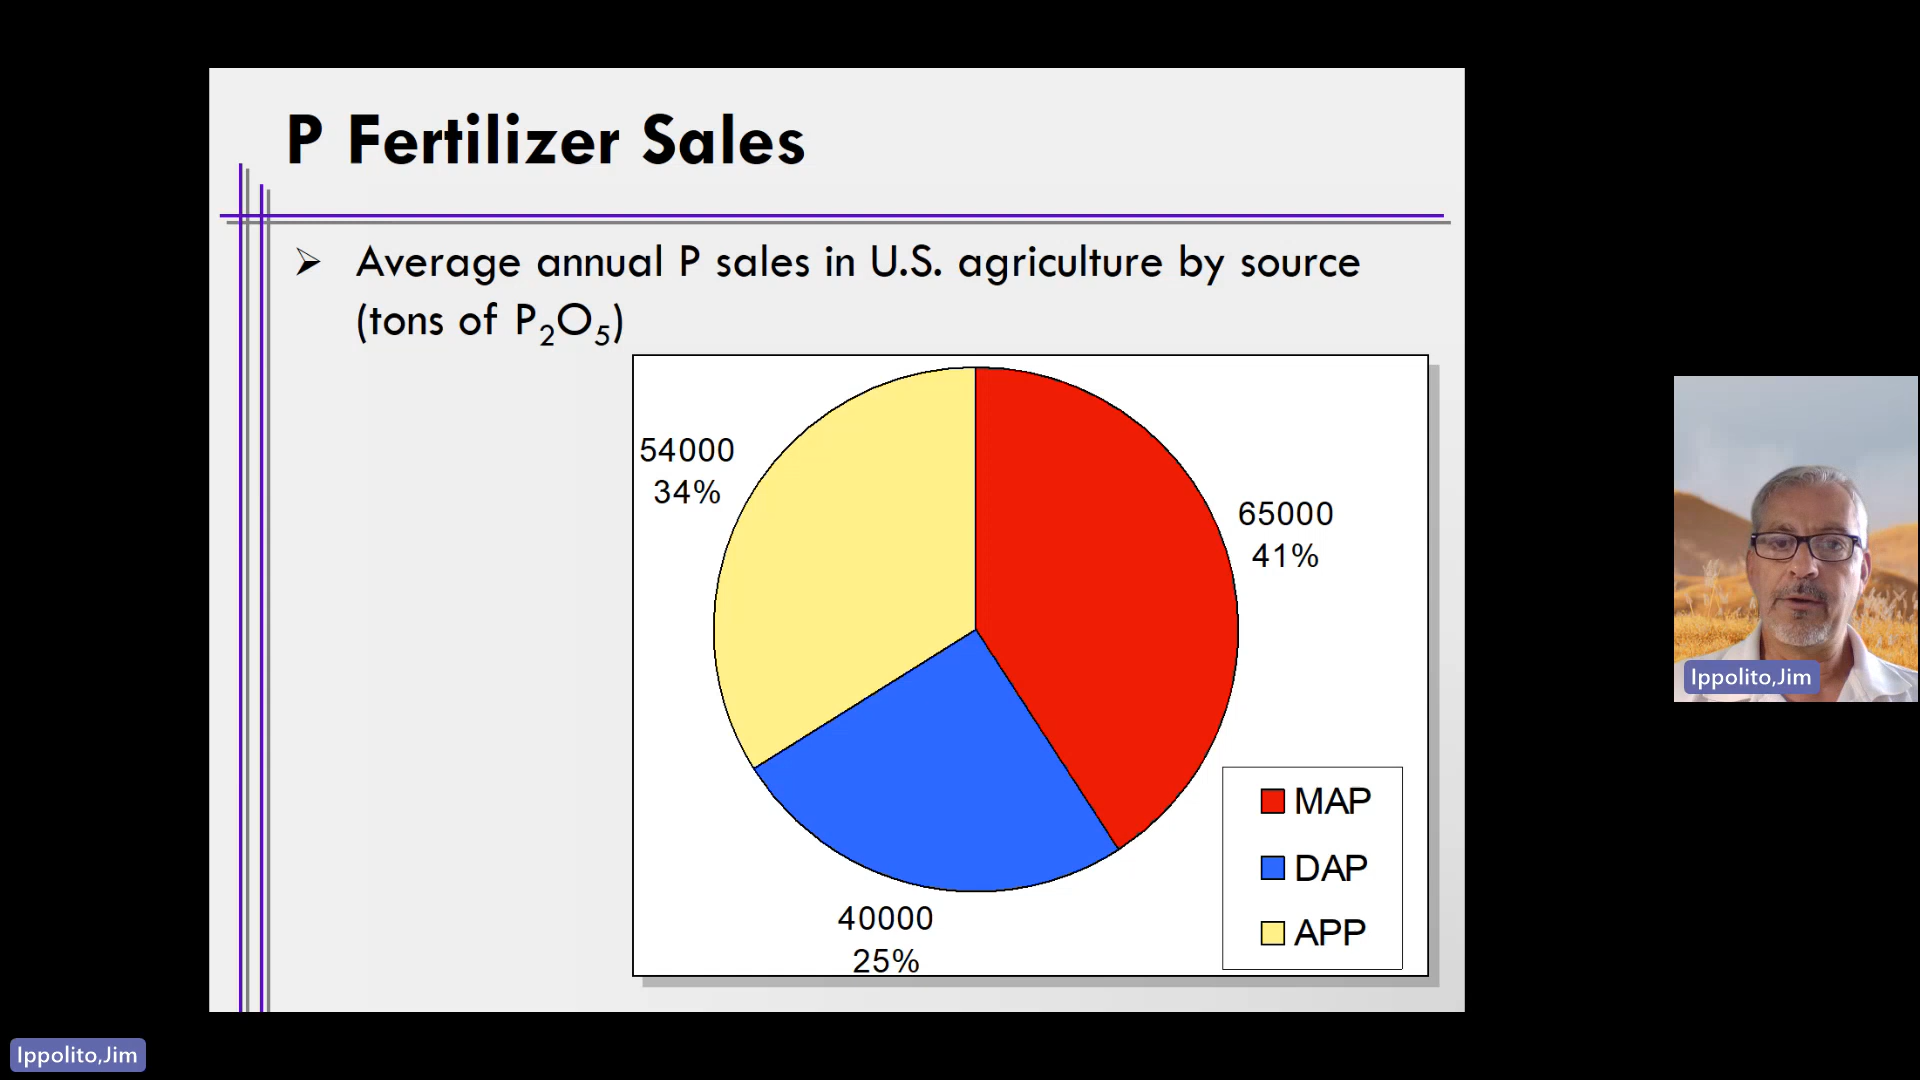 P Fertilizer Sales
➢ Average annual P sales in U.S. agriculture by source
(tons of P₂O₅)
54000
34%
65000
41%
40000
25%
MAP
DAP
APP
Ippolito,Jim
Ippolito,Jim